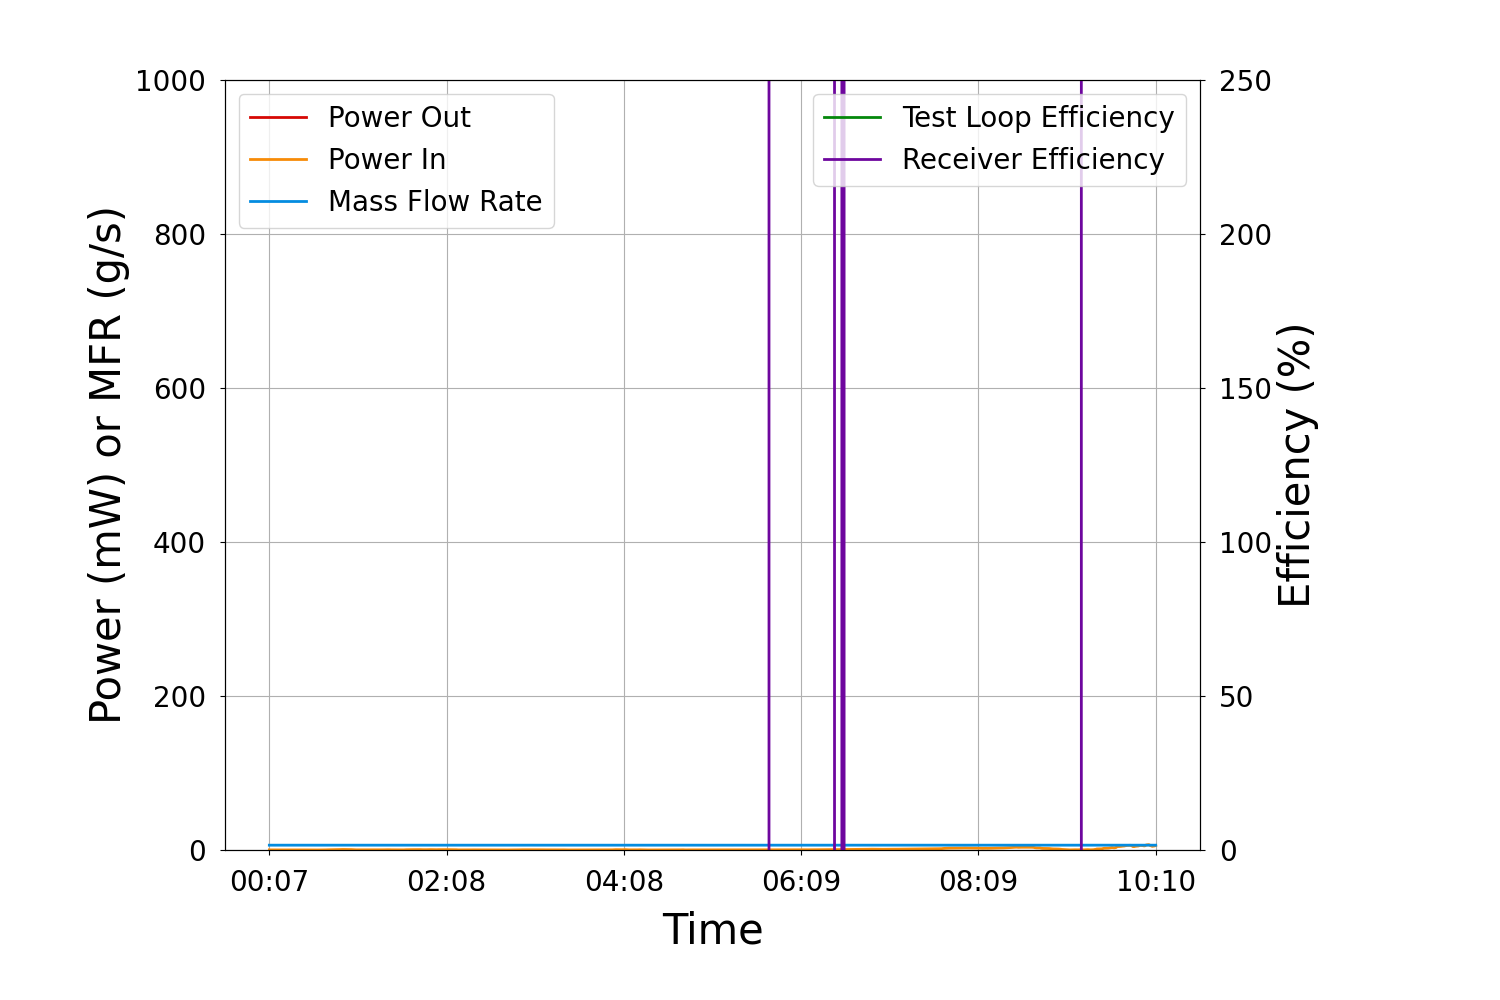 Power (mW) or MFR (g/s)
1000
800
600
400
200
0
Power Out
Power In
Mass Flow Rate
Test Loop Efficiency
Receiver Efficiency
250
200
150
100
50
0
Efficiency (%)
00:07 02:08 04:08 06:09 08:09 10:10
Time